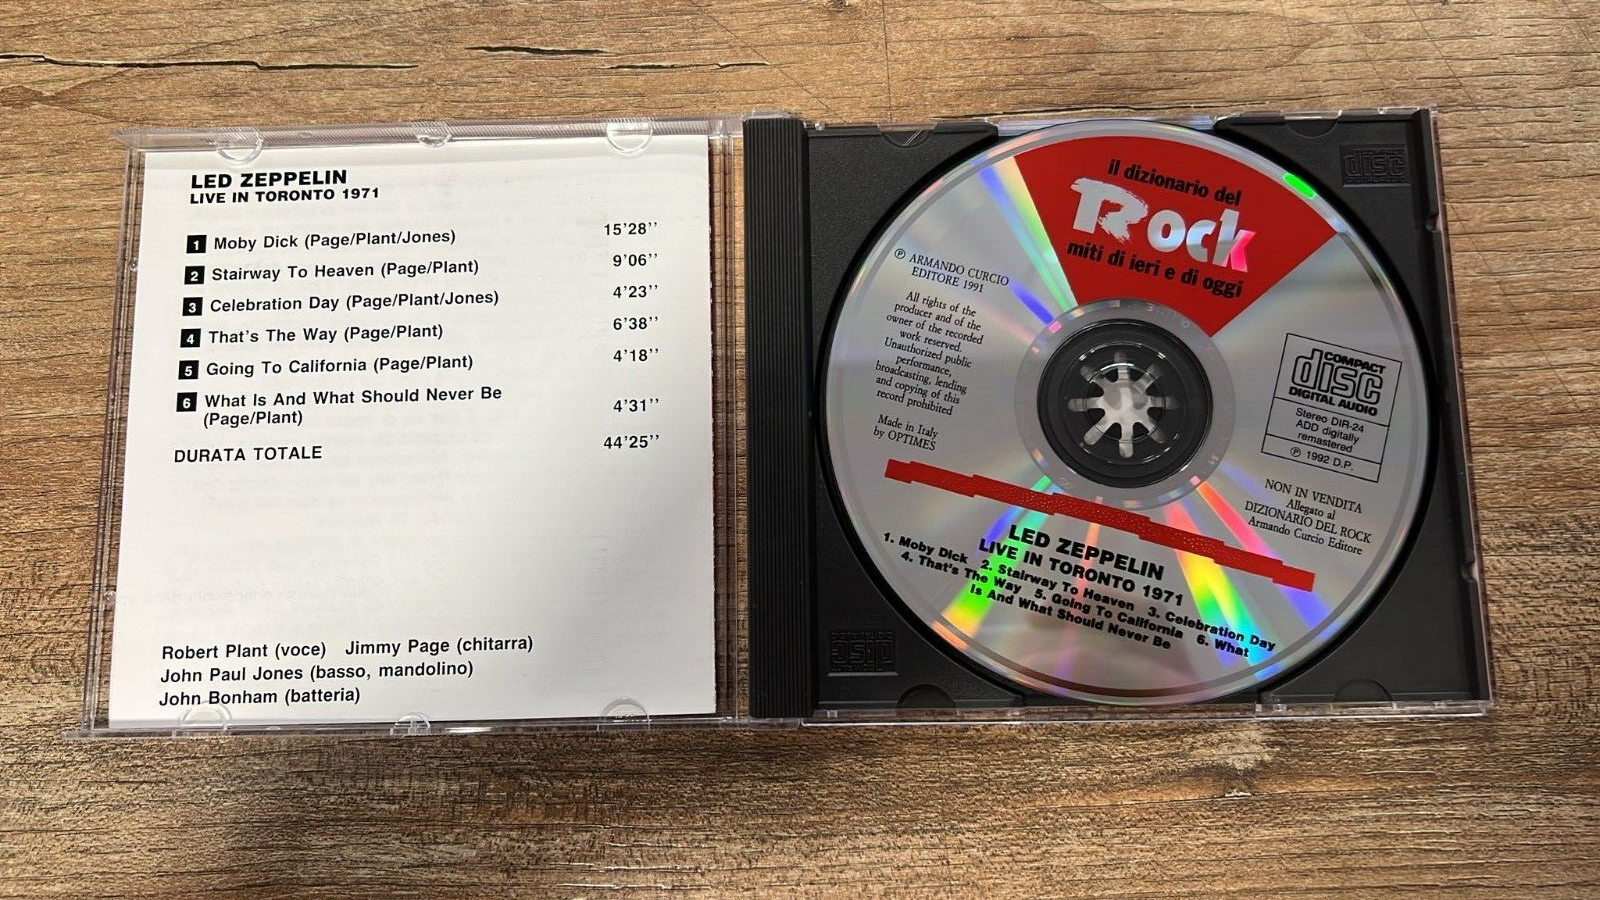 LED ZEPPELIN
LIVE IN TORONTO 1971
1 Moby Dick (Page/Plant/Jones) 15'28''
2 Stairway To Heaven (Page/Plant) 9'06''
3 Celebration Day (Page/Plant/Jones) 4'23''
4 That's The Way (Page/Plant) 6'38''
5 Going To California (Page/Plant) 4'18''
6 What Is And What Should Never Be
(Page/Plant) 4'31''
DURATA TOTALE 44'25''
Robert Plant (voce) Jimmy Page (chitarra)
John Paul Jones (basso, mandolino)
John Bonham (batteria)
il dizionario del
Rock
miti di ieri e di oggi
℗ ARMANDO CURCIO
EDITORE 1991
All rights of the
producer and of the
owner of the recorded
work reserved.
Unauthorized public
performance,
broadcasting, lending
and copying of this
record prohibited
Made in Italy
by OPTIMES
COMPACT
disc
DIGITAL AUDIO
Stereo DIR-24
ADD digitally
remastered
℗ 1992 D.P.
NON IN VENDITA
Allegato al
DIZIONARIO DEL ROCK
Armando Curcio Editore
LED ZEPPELIN
LIVE IN TORONTO 1971
1. Moby Dick 2. Stairway To Heaven 3. Celebration Day
4. That's The Way 5. Going To California 6. What
Is And What Should Never Be
COMPACT
disc